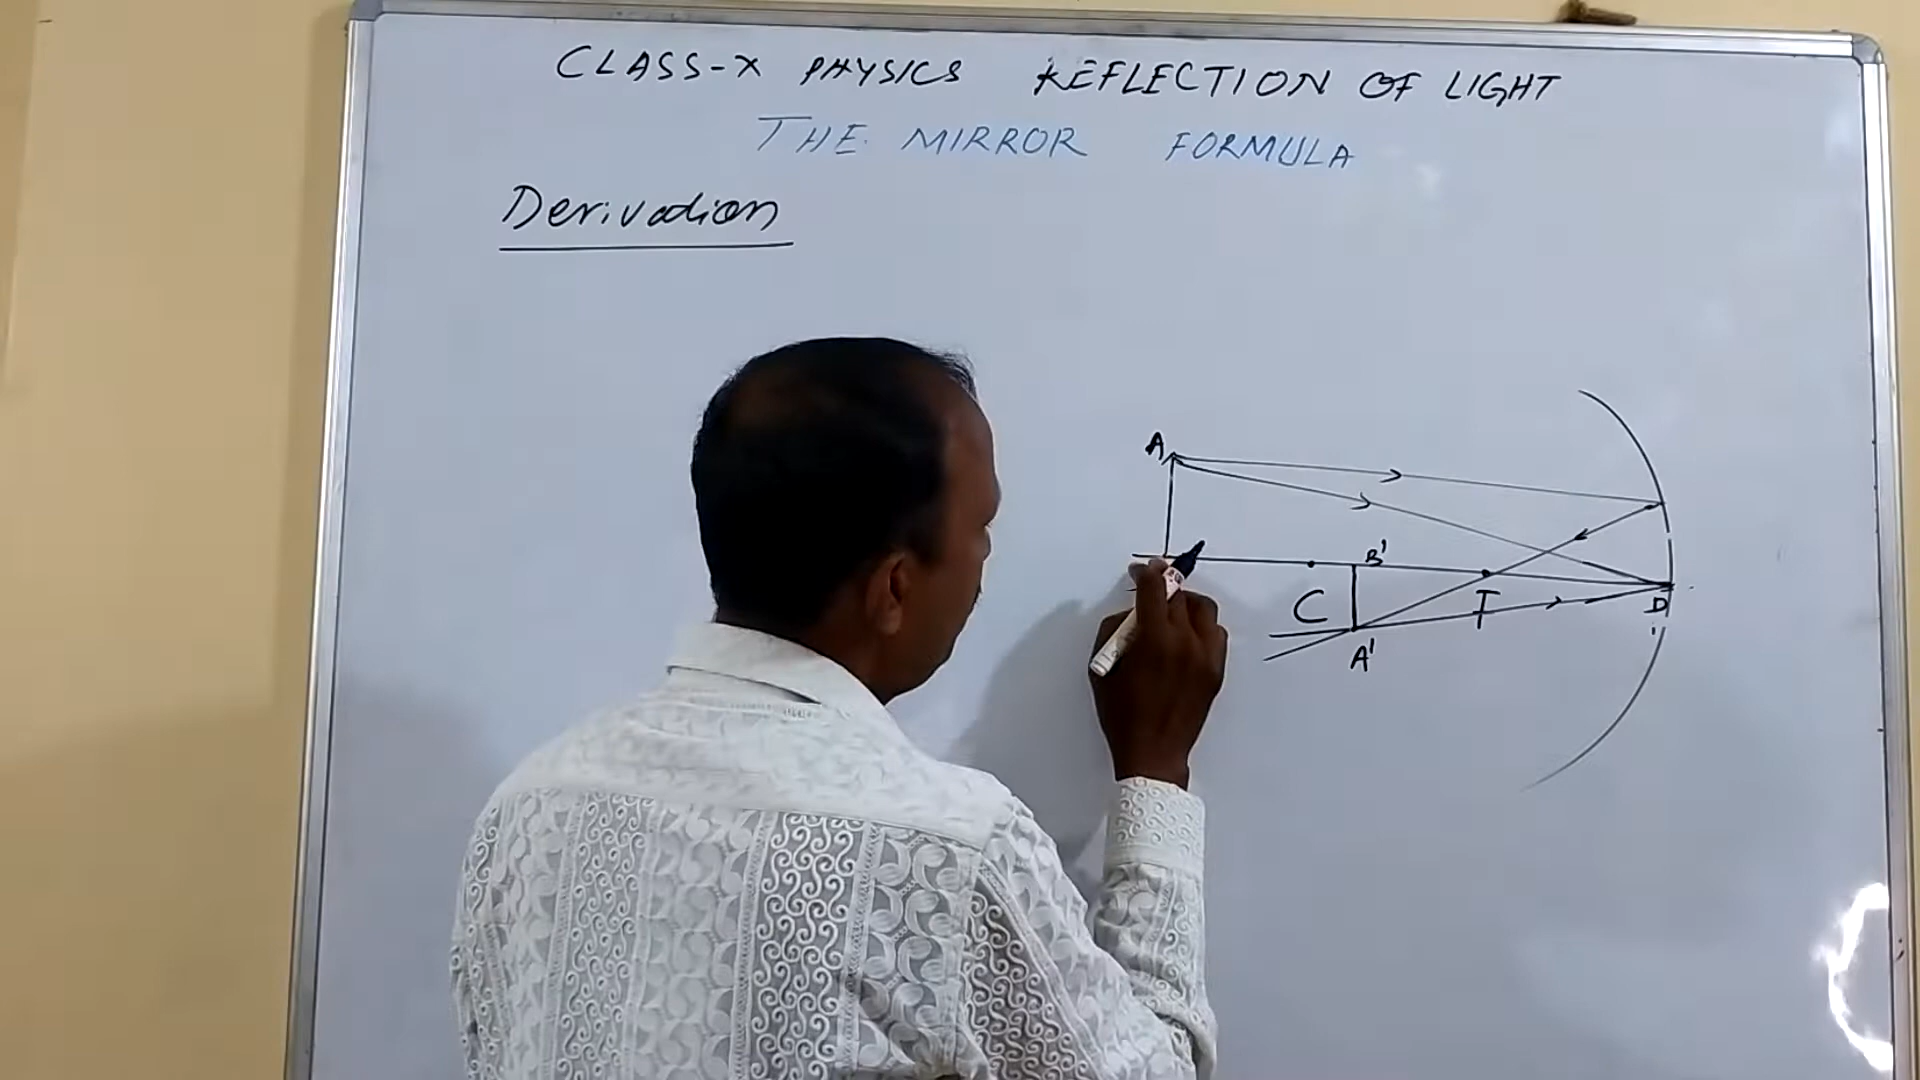 CLASS-X PHYSICS REFLECTION OF LIGHT
THE MIRROR FORMULA
Derivation
A
B'
C
F
D
A'